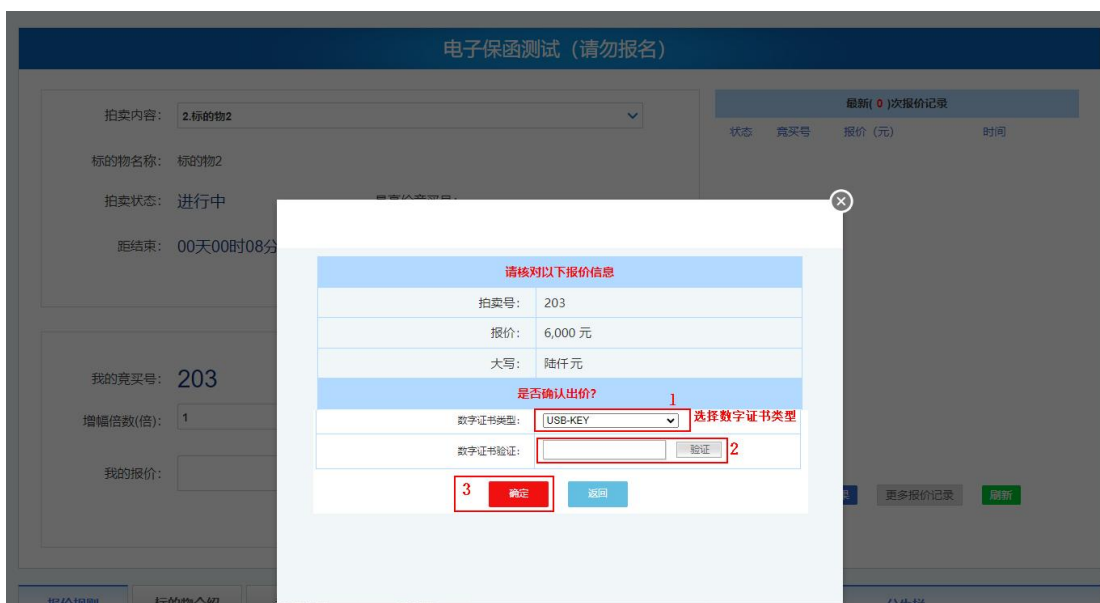 电子保函测试（请勿报名）
拍卖内容： 2.标的物2
最新( 0 )次报价记录
状态 竞买号 报价（元） 时间
标的物名称： 标的物2
拍卖状态： 进行中
距结束： 00天00时08分
请核对以下报价信息
拍卖号： 203
报价： 6,000 元
大写： 陆仟元
是否确认出价？
1
数字证书类型： USB-KEY 选择数字证书类型
数字证书验证： 验证 2
3 确定 返回
我的竞买号： 203
增幅倍数(倍)： 1
我的报价：
更多报价记录 刷新